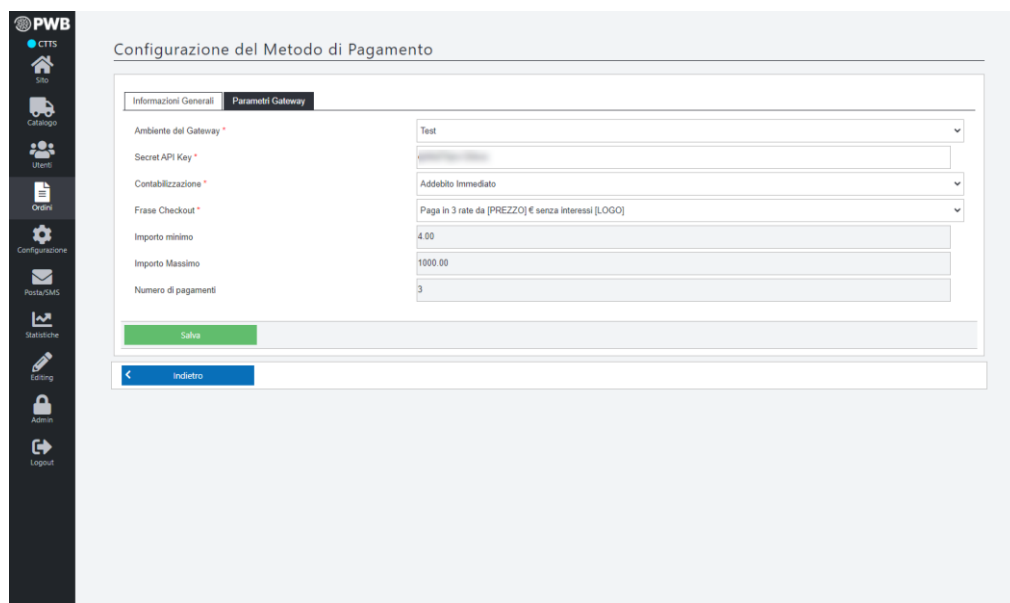 PWB
CTTS
Sito
Catalogo
Utenti
Ordini
Configurazione
Posta/SMS
Statistiche
Editing
Admin
Logout
Configurazione del Metodo di Pagamento
Informazioni Generali Parametri Gateway
Ambiente del Gateway * Test
Secret API Key *
Contabilizzazione * Addebito Immediato
Frase Checkout * Paga in 3 rate da [PREZZO] € senza interessi [LOGO]
Importo minimo 4.00
Importo Massimo 1000.00
Numero di pagamenti 3
Salva
Indietro